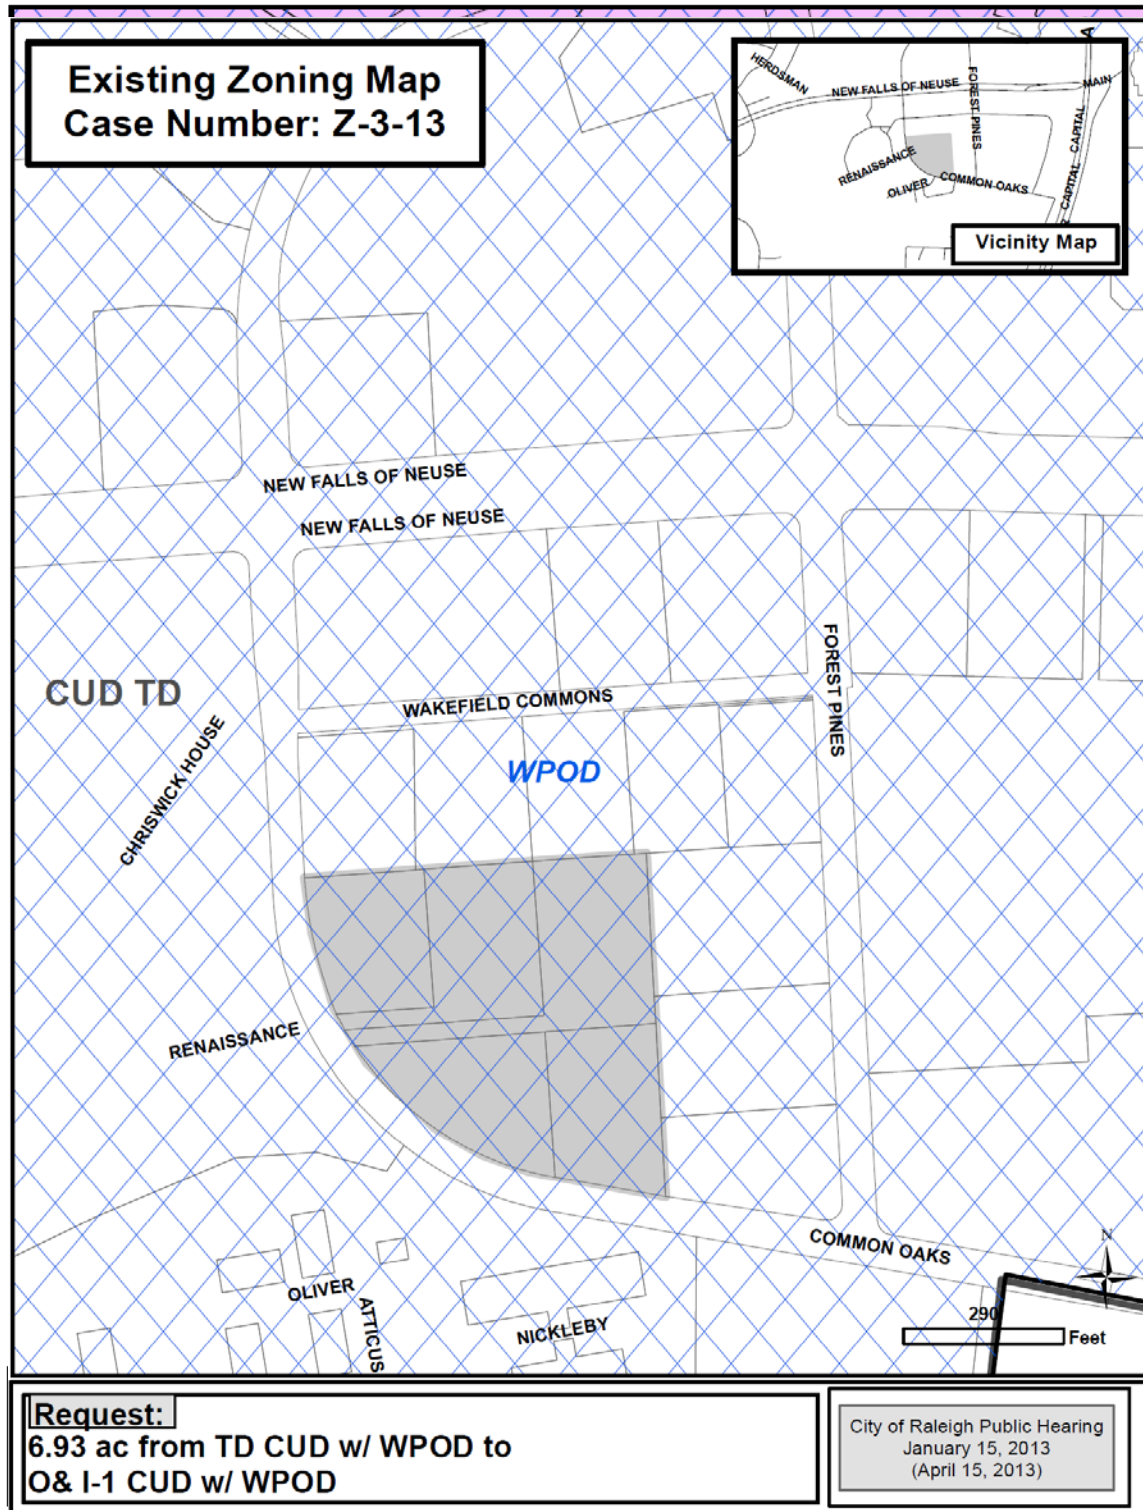 Existing Zoning Map
Case Number: Z-3-13
HERDSMAN
NEW FALLS OF NEUSE
FOREST PINES
MAIN
A
CAPITAL
CAPITAL
R
RENAISSANCE
OLIVER
COMMON OAKS
Vicinity Map
NEW FALLS OF NEUSE
NEW FALLS OF NEUSE
CUD TD
CHRISWICK HOUSE
WAKEFIELD COMMONS
FOREST PINES
WPOD
RENAISSANCE
COMMON OAKS
OLIVER
ATTICUS
NICKLEBY
N
290
Feet
Request:
6.93 ac from TD CUD w/ WPOD to
O& I-1 CUD w/ WPOD
City of Raleigh Public Hearing
January 15, 2013
(April 15, 2013)